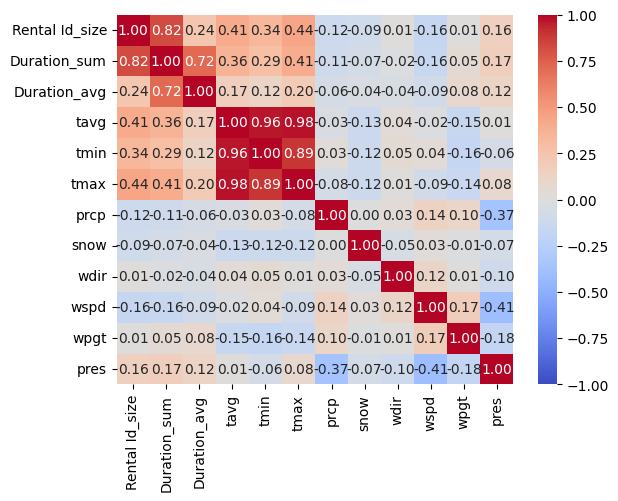 Rental Id_size 1.00 0.82 0.24 0.41 0.34 0.44 -0.12 -0.09 0.01 -0.16 0.01 0.16
Duration_sum 0.82 1.00 0.72 0.36 0.29 0.41 -0.11 -0.07 -0.02 -0.16 0.05 0.17
Duration_avg 0.24 0.72 1.00 0.17 0.12 0.20 -0.06 -0.04 -0.04 -0.09 0.08 0.12
tavg 0.41 0.36 0.17 1.00 0.96 0.98 -0.03 -0.13 0.04 -0.02 -0.15 0.01
tmin 0.34 0.29 0.12 0.96 1.00 0.89 0.03 -0.12 0.05 0.04 -0.16 -0.06
tmax 0.44 0.41 0.20 0.98 0.89 1.00 -0.08 -0.12 0.01 -0.09 -0.14 0.08
prcp -0.12 -0.11 -0.06 -0.03 0.03 -0.08 1.00 0.00 0.03 0.14 0.10 -0.37
snow -0.09 -0.07 -0.04 -0.13 -0.12 -0.12 0.00 1.00 -0.05 0.03 -0.01 -0.07
wdir 0.01 -0.02 -0.04 0.04 0.05 0.01 0.03 -0.05 1.00 0.12 0.01 -0.10
wspd -0.16 -0.16 -0.09 -0.02 0.04 -0.09 0.14 0.03 0.12 1.00 0.17 -0.41
wpgt 0.01 0.05 0.08 -0.15 -0.16 -0.14 0.10 -0.01 0.01 0.17 1.00 -0.18
pres 0.16 0.17 0.12 0.01 -0.06 0.08 -0.37 -0.07 -0.10 -0.41 -0.18 1.00
Rental Id_size
Duration_sum
Duration_avg
tavg
tmin
tmax
prcp
snow
wdir
wspd
wpgt
pres
1.00
0.75
0.50
0.25
0.00
−0.25
−0.50
−0.75
−1.00